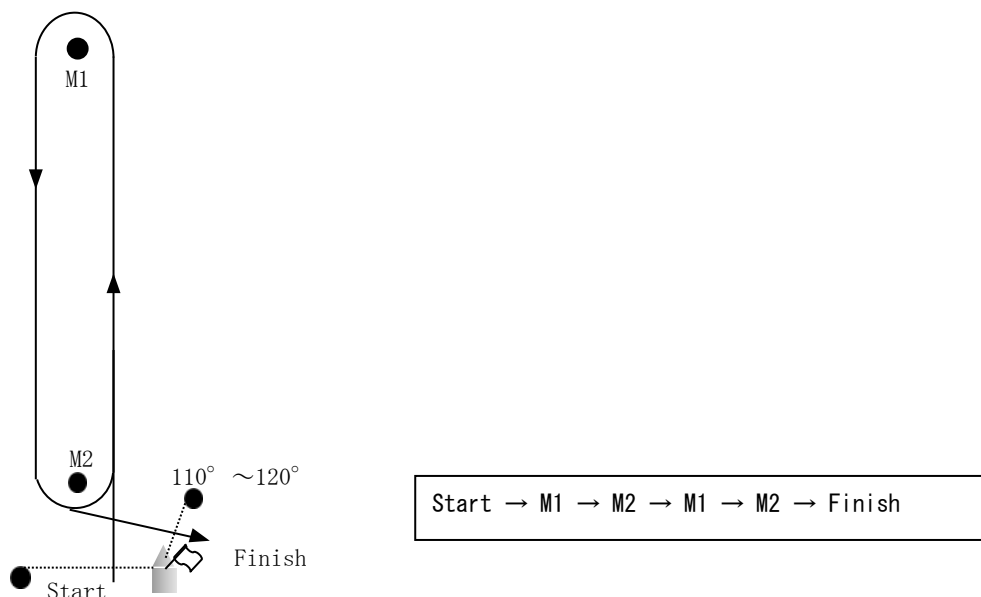 M1
M2
110° ～120°
Start → M1 → M2 → M1 → M2 → Finish
Finish
Start